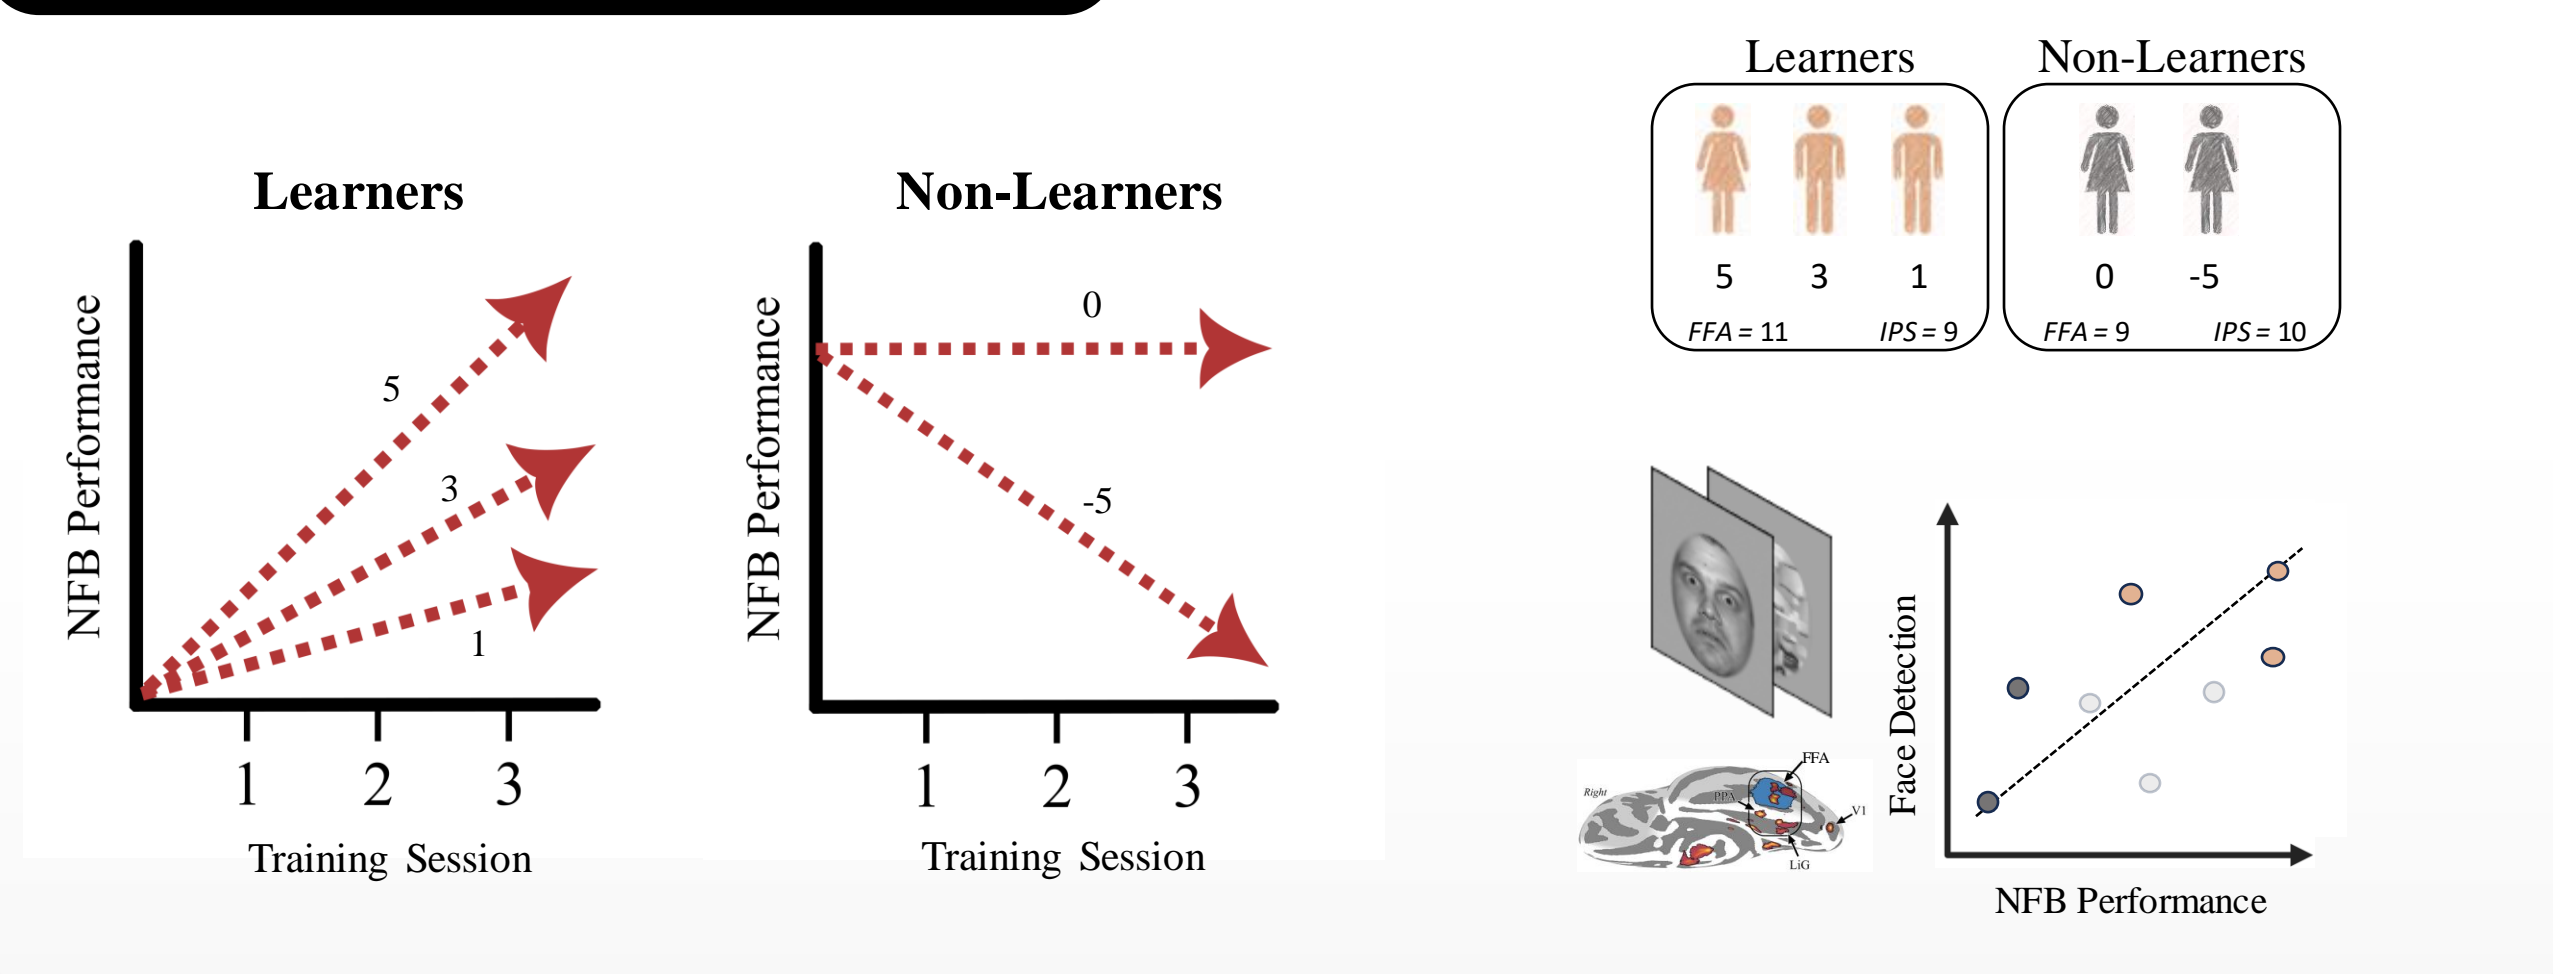 Learners
NFB Performance
5
3
1
1 2 3
Training Session
Non-Learners
NFB Performance
0
-5
1 2 3
Training Session
Learners
5 3 1
FFA = 11 IPS = 9
Non-Learners
0 -5
FFA = 9 IPS = 10
Right
FFA
PPA
V1
LiG
Face Detection
NFB Performance